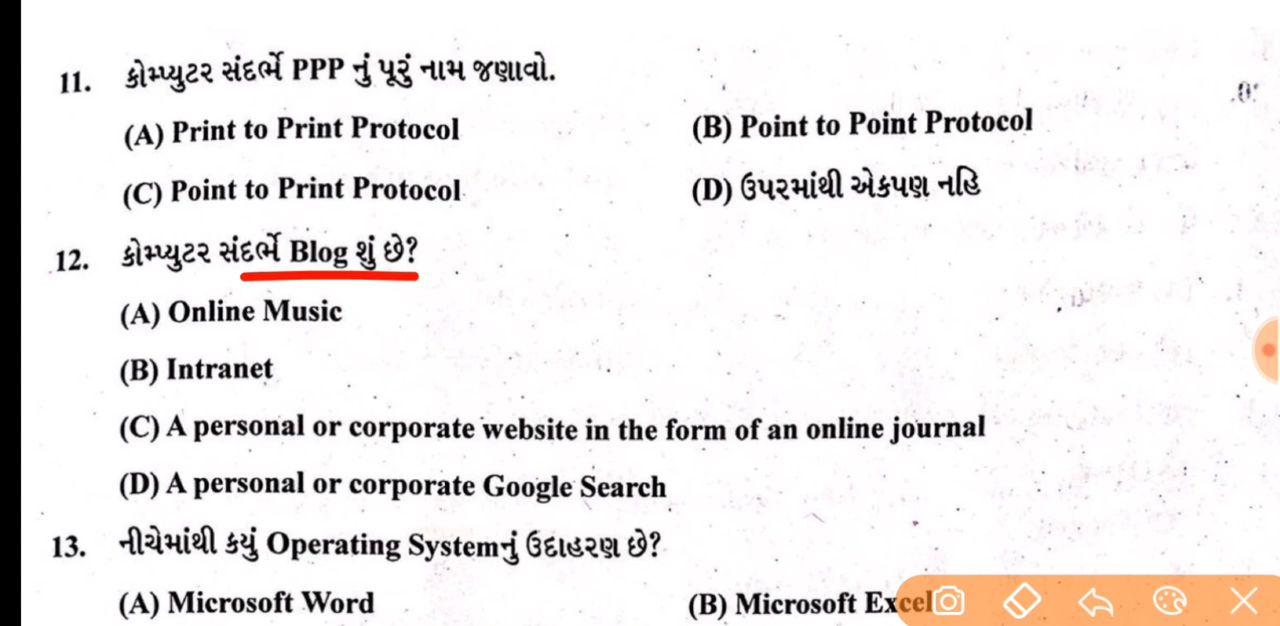 11. કોમ્પ્યુટર સંદર્ભે PPP નું પૂરું નામ જણાવો.
(A) Print to Print Protocol (B) Point to Point Protocol
(C) Point to Print Protocol (D) ઉપરમાંથી એકપણ નહિ
12. કોમ્પ્યુટર સંદર્ભે Blog શું છે?
(A) Online Music
(B) Intranet
(C) A personal or corporate website in the form of an online journal
(D) A personal or corporate Google Search
13. નીચેમાંથી કયું Operating Systemનું ઉદાહરણ છે?
(A) Microsoft Word (B) Microsoft Excel